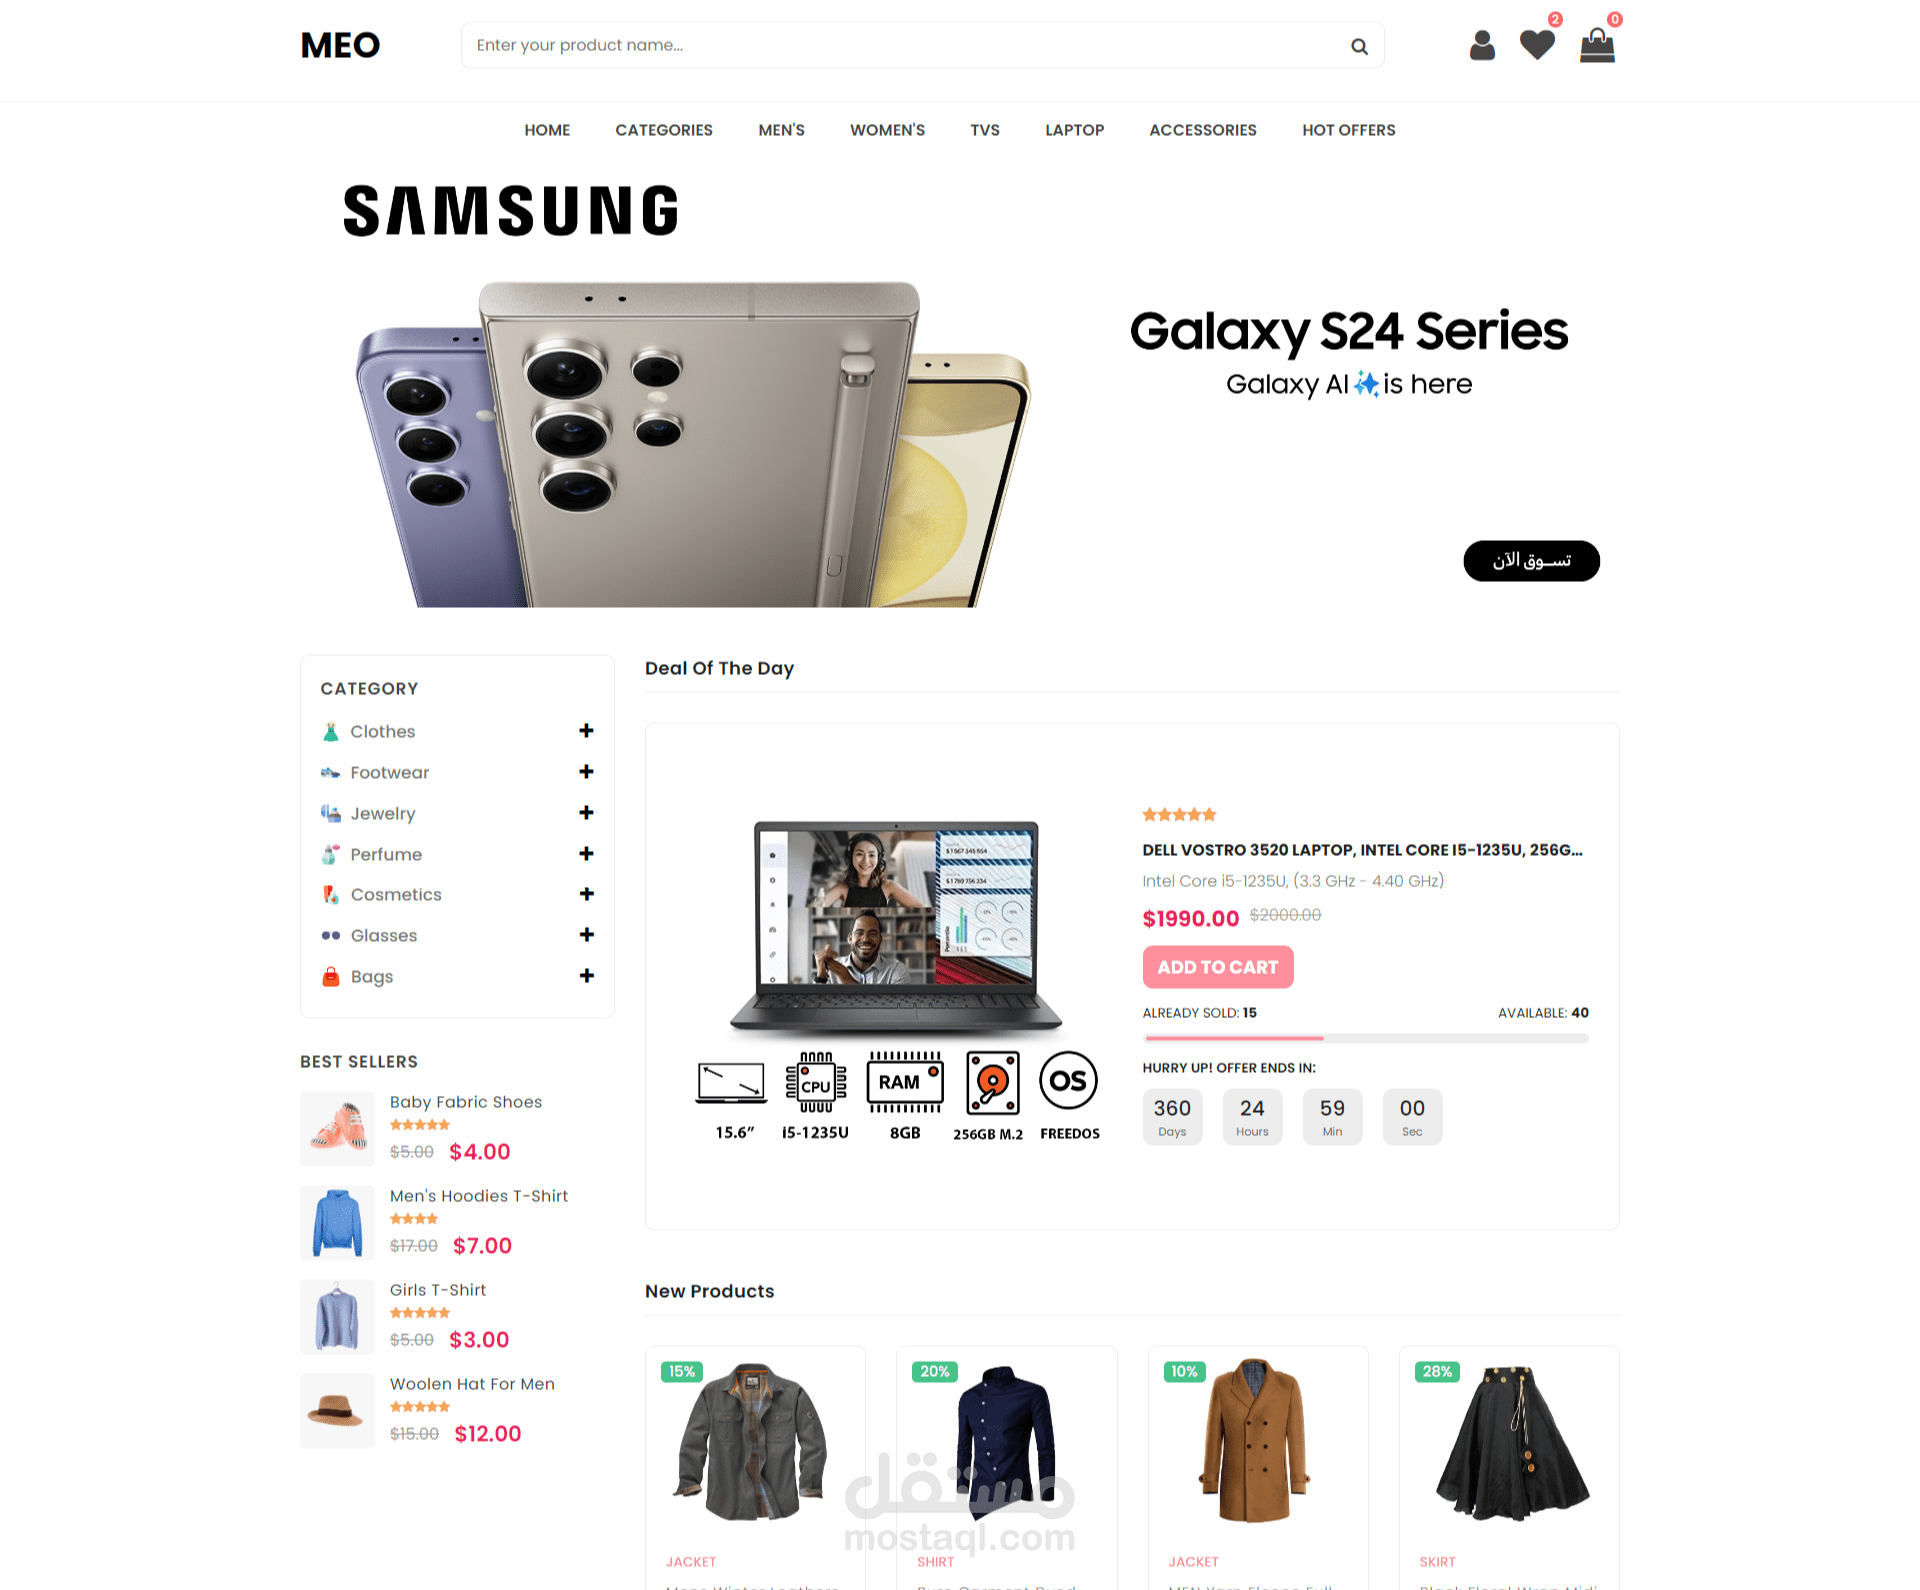 MEO
Enter your product name...
2
0
HOME CATEGORIES MEN'S WOMEN'S TVS LAPTOP ACCESSORIES HOT OFFERS
SAMSUNG
Galaxy S24 Series
Galaxy AI is here
تسوق الآن
CATEGORY
Clothes
Footwear
Jewelry
Perfume
Cosmetics
Glasses
Bags
BEST SELLERS
Baby Fabric Shoes
$5.00 $4.00
Men's Hoodies T-Shirt
$17.00 $7.00
Girls T-Shirt
$5.00 $3.00
Woolen Hat For Men
$15.00 $12.00
Deal Of The Day
CPU
RAM
OS
15.6″ i5-1235U 8GB 256GB M.2 FREEDOS
DELL VOSTRO 3520 LAPTOP, INTEL CORE I5-1235U, 256G...
Intel Core i5-1235U, (3.3 GHz - 4.40 GHz)
$1990.00 $2000.00
ADD TO CART
ALREADY SOLD: 15 AVAILABLE: 40
HURRY UP! OFFER ENDS IN:
360 24 59 00
Days Hours Min Sec
New Products
15% 20% 10% 28%
مستقل
mostaql.com
JACKET SHIRT JACKET SKIRT